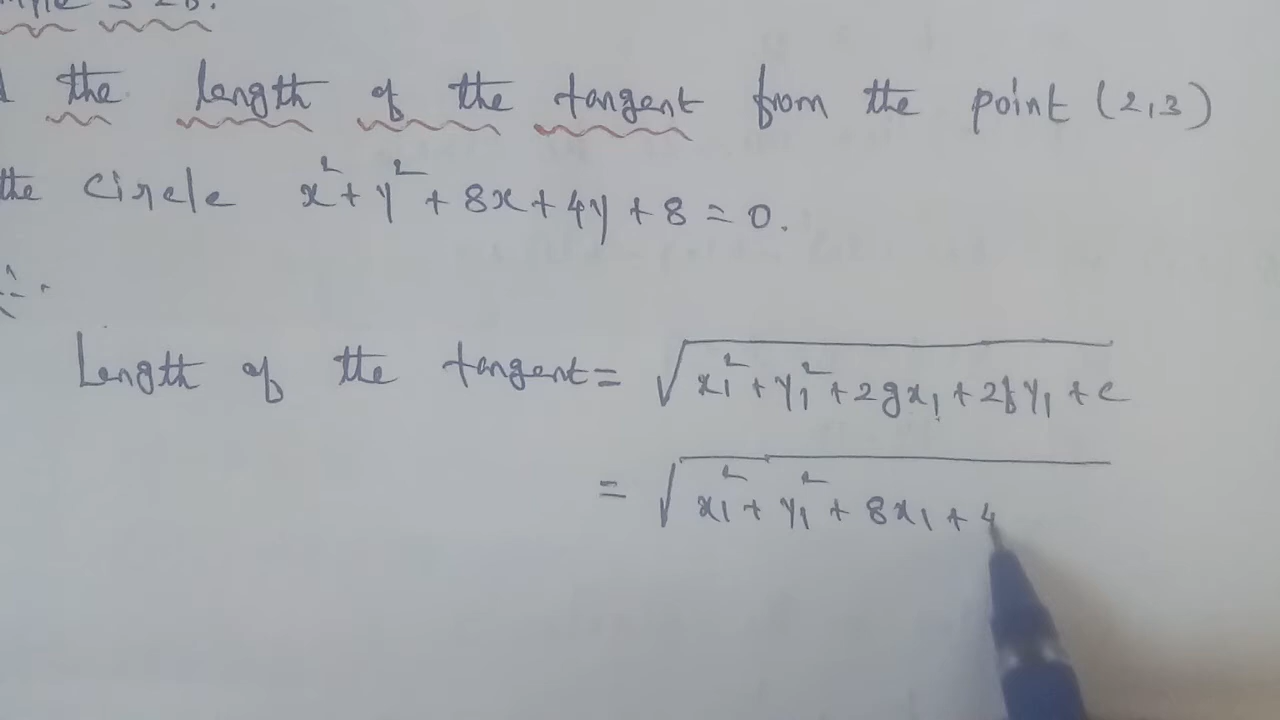 the length of the tangent from the point (2,3)
the circle x² + y² + 8x + 4y + 8 = 0.
Length of the tangent = √(x₁² + y₁² + 2gx₁ + 2fy₁ + c)
= √(x₁² + y₁² + 8x₁ + 4